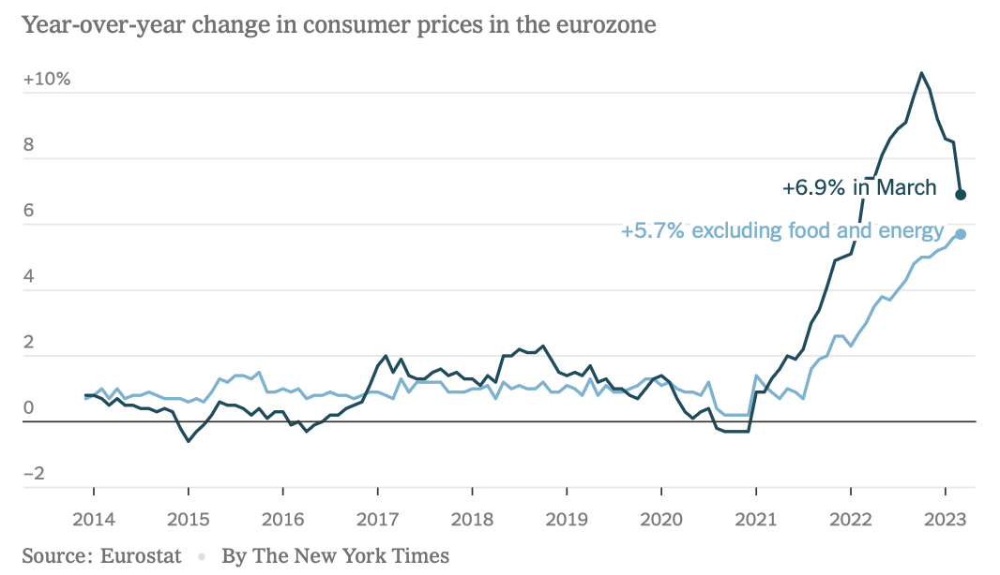 Year-over-year change in consumer prices in the eurozone
+10%
8
+6.9% in March
6
+5.7% excluding food and energy
4
2
0
−2
2014 2015 2016 2017 2018 2019 2020 2021 2022 2023
Source: Eurostat • By The New York Times